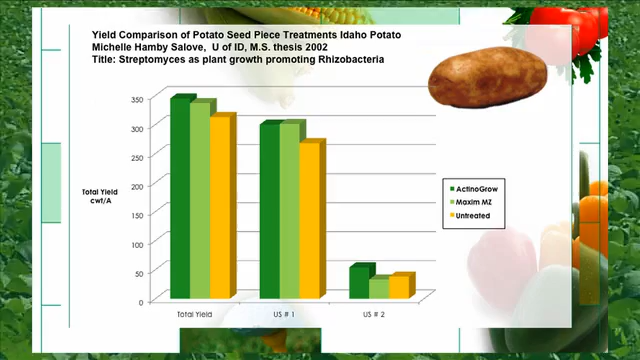 Yield Comparison of Potato Seed Piece Treatments Idaho Potato
Michelle Hamby Salove, U of ID, M.S. thesis 2002
Title: Streptomyces as plant growth promoting Rhizobacteria
350
300
250
200
150
100
50
0
Total Yield
cwt/A
ActinoGrow
Maxim MZ
Untreated
Total Yield
US # 1
US # 2